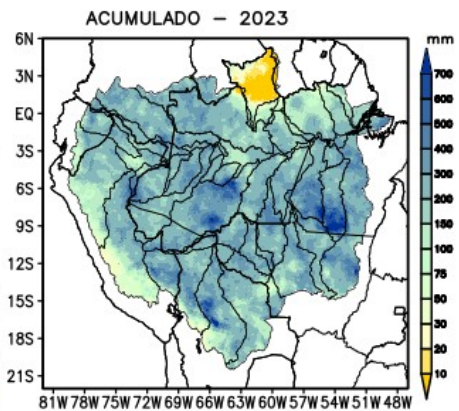 ACUMULADO – 2023
mm
6N
3N
EQ
3S
6S
9S
12S
15S
18S
21S
81W 78W 75W 72W 69W 66W 63W 60W 57W 54W 51W 48W
700
600
500
400
300
200
150
100
75
50
30
20
10